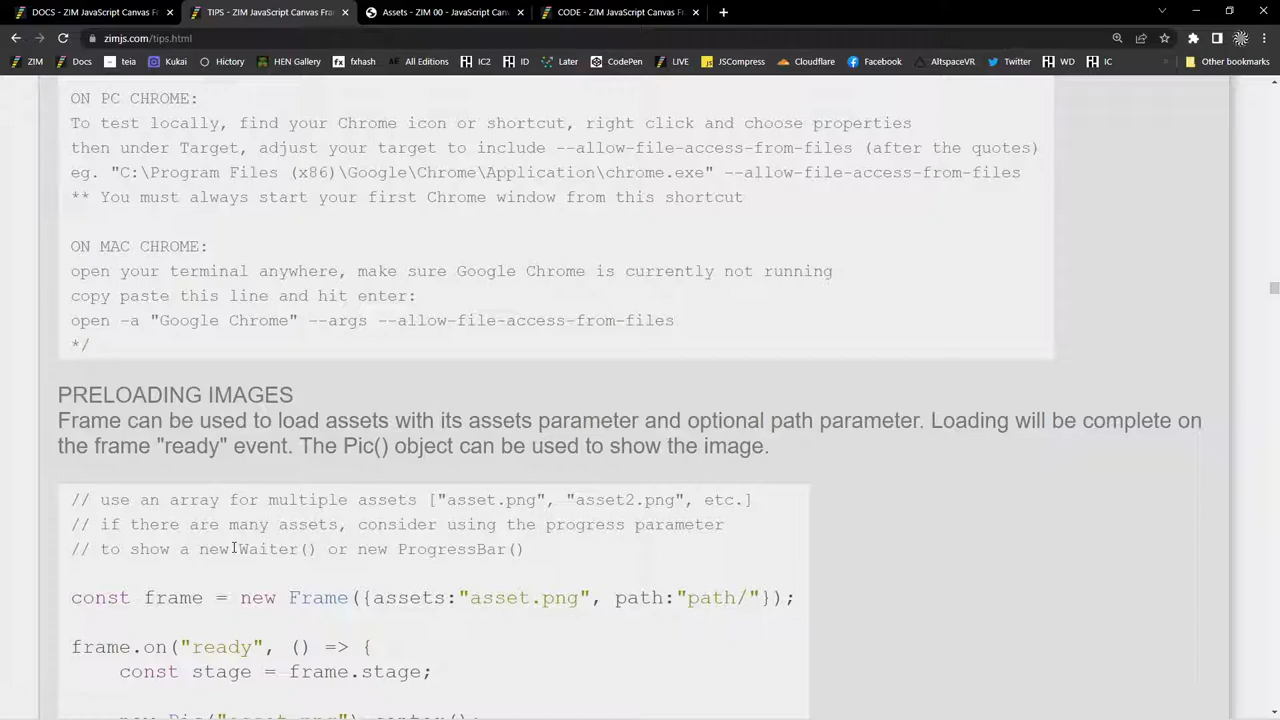 DOCS - ZIM JavaScript Canvas Fra
TIPS - ZIM JavaScript Canvas Fram
Assets - ZIM 00 - JavaScript Canva
CODE - ZIM JavaScript Canvas Fra
zimjs.com/tips.html
ZIM
Docs
teia
Kukai
Hictory
HEN Gallery
fxhash
All Editions
IC2
ID
Later
CodePen
LIVE
JSCompress
Cloudflare
Facebook
AltspaceVR
Twitter
WD
IC
Other bookmarks
ON PC CHROME:
To test locally, find your Chrome icon or shortcut, right click and choose properties
then under Target, adjust your target to include --allow-file-access-from-files (after the quotes)
eg. "C:\Program Files (x86)\Google\Chrome\Application\chrome.exe" --allow-file-access-from-files
** You must always start your first Chrome window from this shortcut
ON MAC CHROME:
open your terminal anywhere, make sure Google Chrome is currently not running
copy paste this line and hit enter:
open -a "Google Chrome" --args --allow-file-access-from-files
*/
PRELOADING IMAGES
Frame can be used to load assets with its assets parameter and optional path parameter. Loading will be complete on
the frame "ready" event. The Pic() object can be used to show the image.
// use an array for multiple assets ["asset.png", "asset2.png", etc.]
// if there are many assets, consider using the progress parameter
// to show a new Waiter() or new ProgressBar()
const frame = new Frame({assets:"asset.png", path:"path/"});
frame.on("ready", () => {
const stage = frame.stage;
new Pic("asset.png").center();